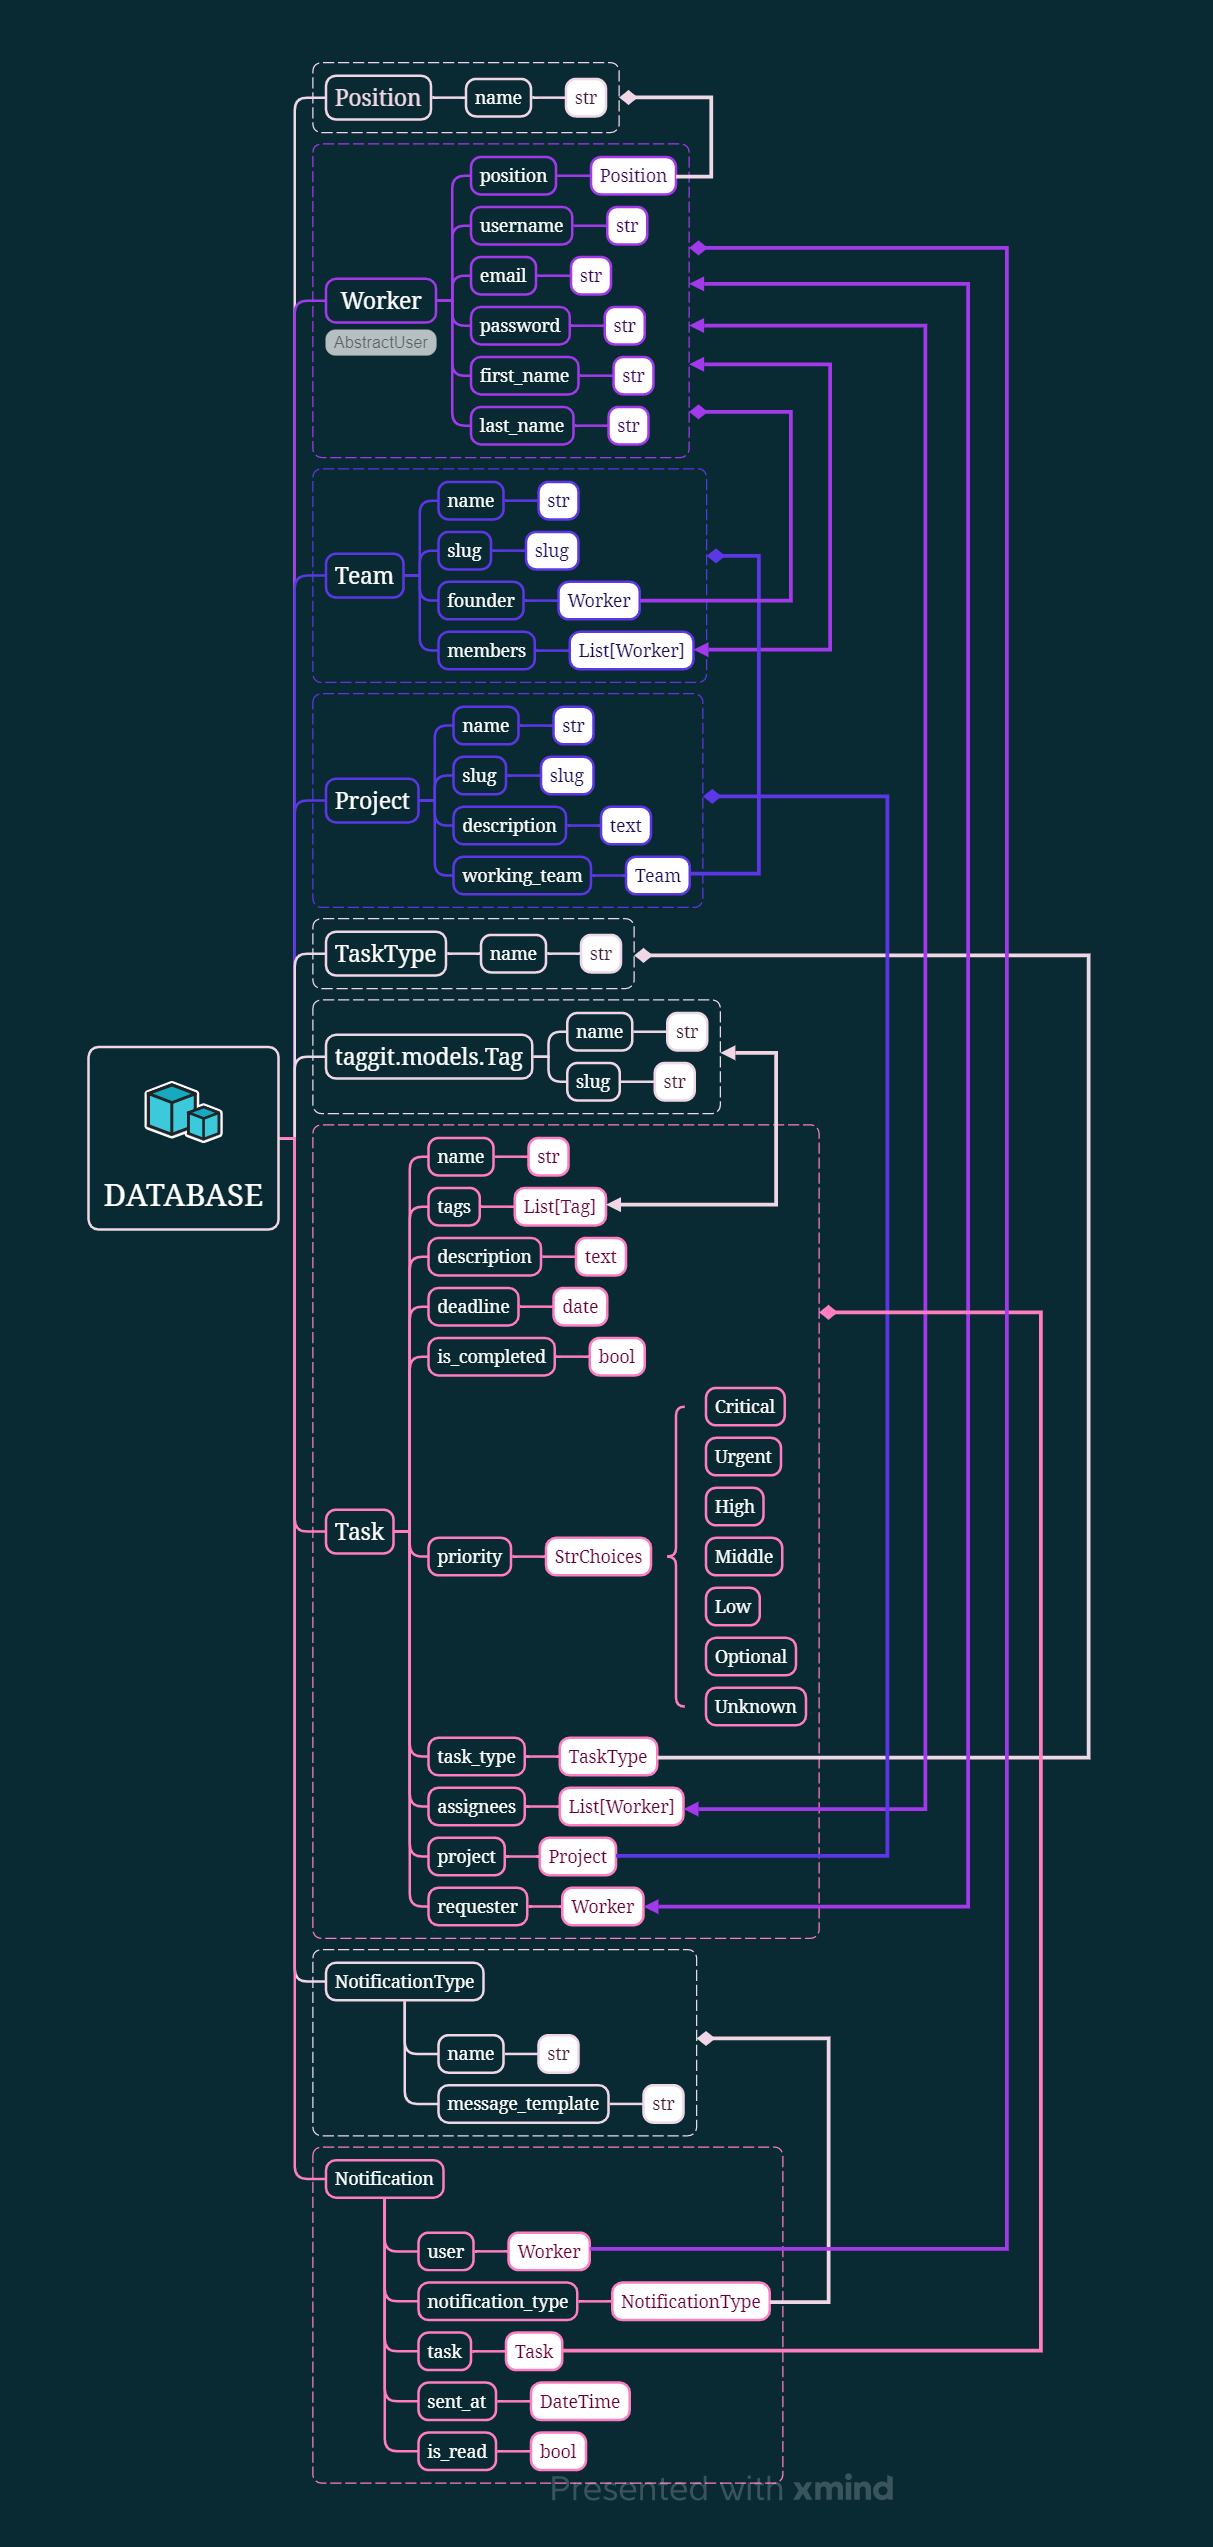 Position name str
position Position
username str
email str
Worker
password str
AbstractUser
first_name str
last_name str
name str
slug slug
Team
founder Worker
members List[Worker]
name str
slug slug
Project
description text
working_team Team
TaskType name str
name str
taggit.models.Tag
slug str
DATABASE
name str
tags List[Tag]
description text
deadline date
is_completed bool
Critical
Urgent
High
Task
priority StrChoices Middle
Low
Optional
Unknown
task_type TaskType
assignees List[Worker]
project Project
requester Worker
NotificationType
name str
message_template str
Notification
user Worker
notification_type NotificationType
task Task
sent_at DateTime
is_read bool
Presented with xmind